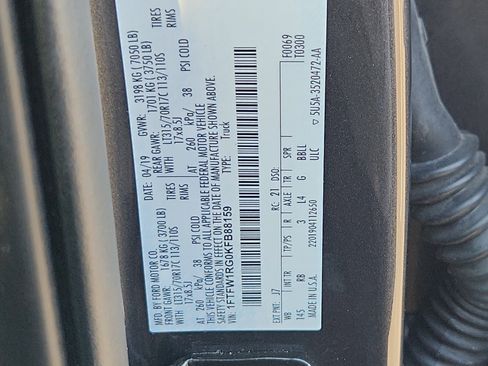 MFD. BY FORD MOTOR CO.
DATE: 04/19 GVWR: 3198 KG ( 7050 LB)
FRONT GAWR: 1678 KG (3700 LB) REAR GAWR: 1701 KG (3750 LB)
WITH LT315/70R17C 113/110S TIRES WITH LT315/70R17C 113/110S TIRES
17x8.5J RIMS 17x8.5J RIMS
AT 260 kPa/ 38 PSI COLD AT 260 kPa/ 38 PSI COLD
THIS VEHICLE CONFORMS TO ALL APPLICABLE FEDERAL MOTOR VEHICLE
SAFETY STANDARDS IN EFFECT ON THE DATE OF MANUFACTURE SHOWN ABOVE.
VIN: 1FTFW1RG0KFB88159
TYPE: Truck
F0069
T0300
EXT PNT: J7 RC: 21 DSO:
WB INT TR TP/PS R AXLE TR SPR
145 RB 3 L4 G BBLL
ULC
2201904112650
MADE IN U.S.A. 5U5A-3520472-AA